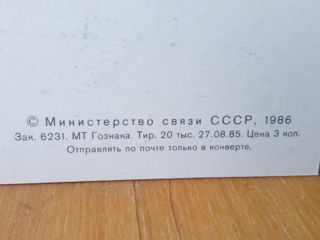 © Министерство связи СССР, 1986
Зак. 6231. МТ Гознака. Тир. 20 тыс. 27.08.85. Цена 3 коп.
Отправлять по почте только в конверте.